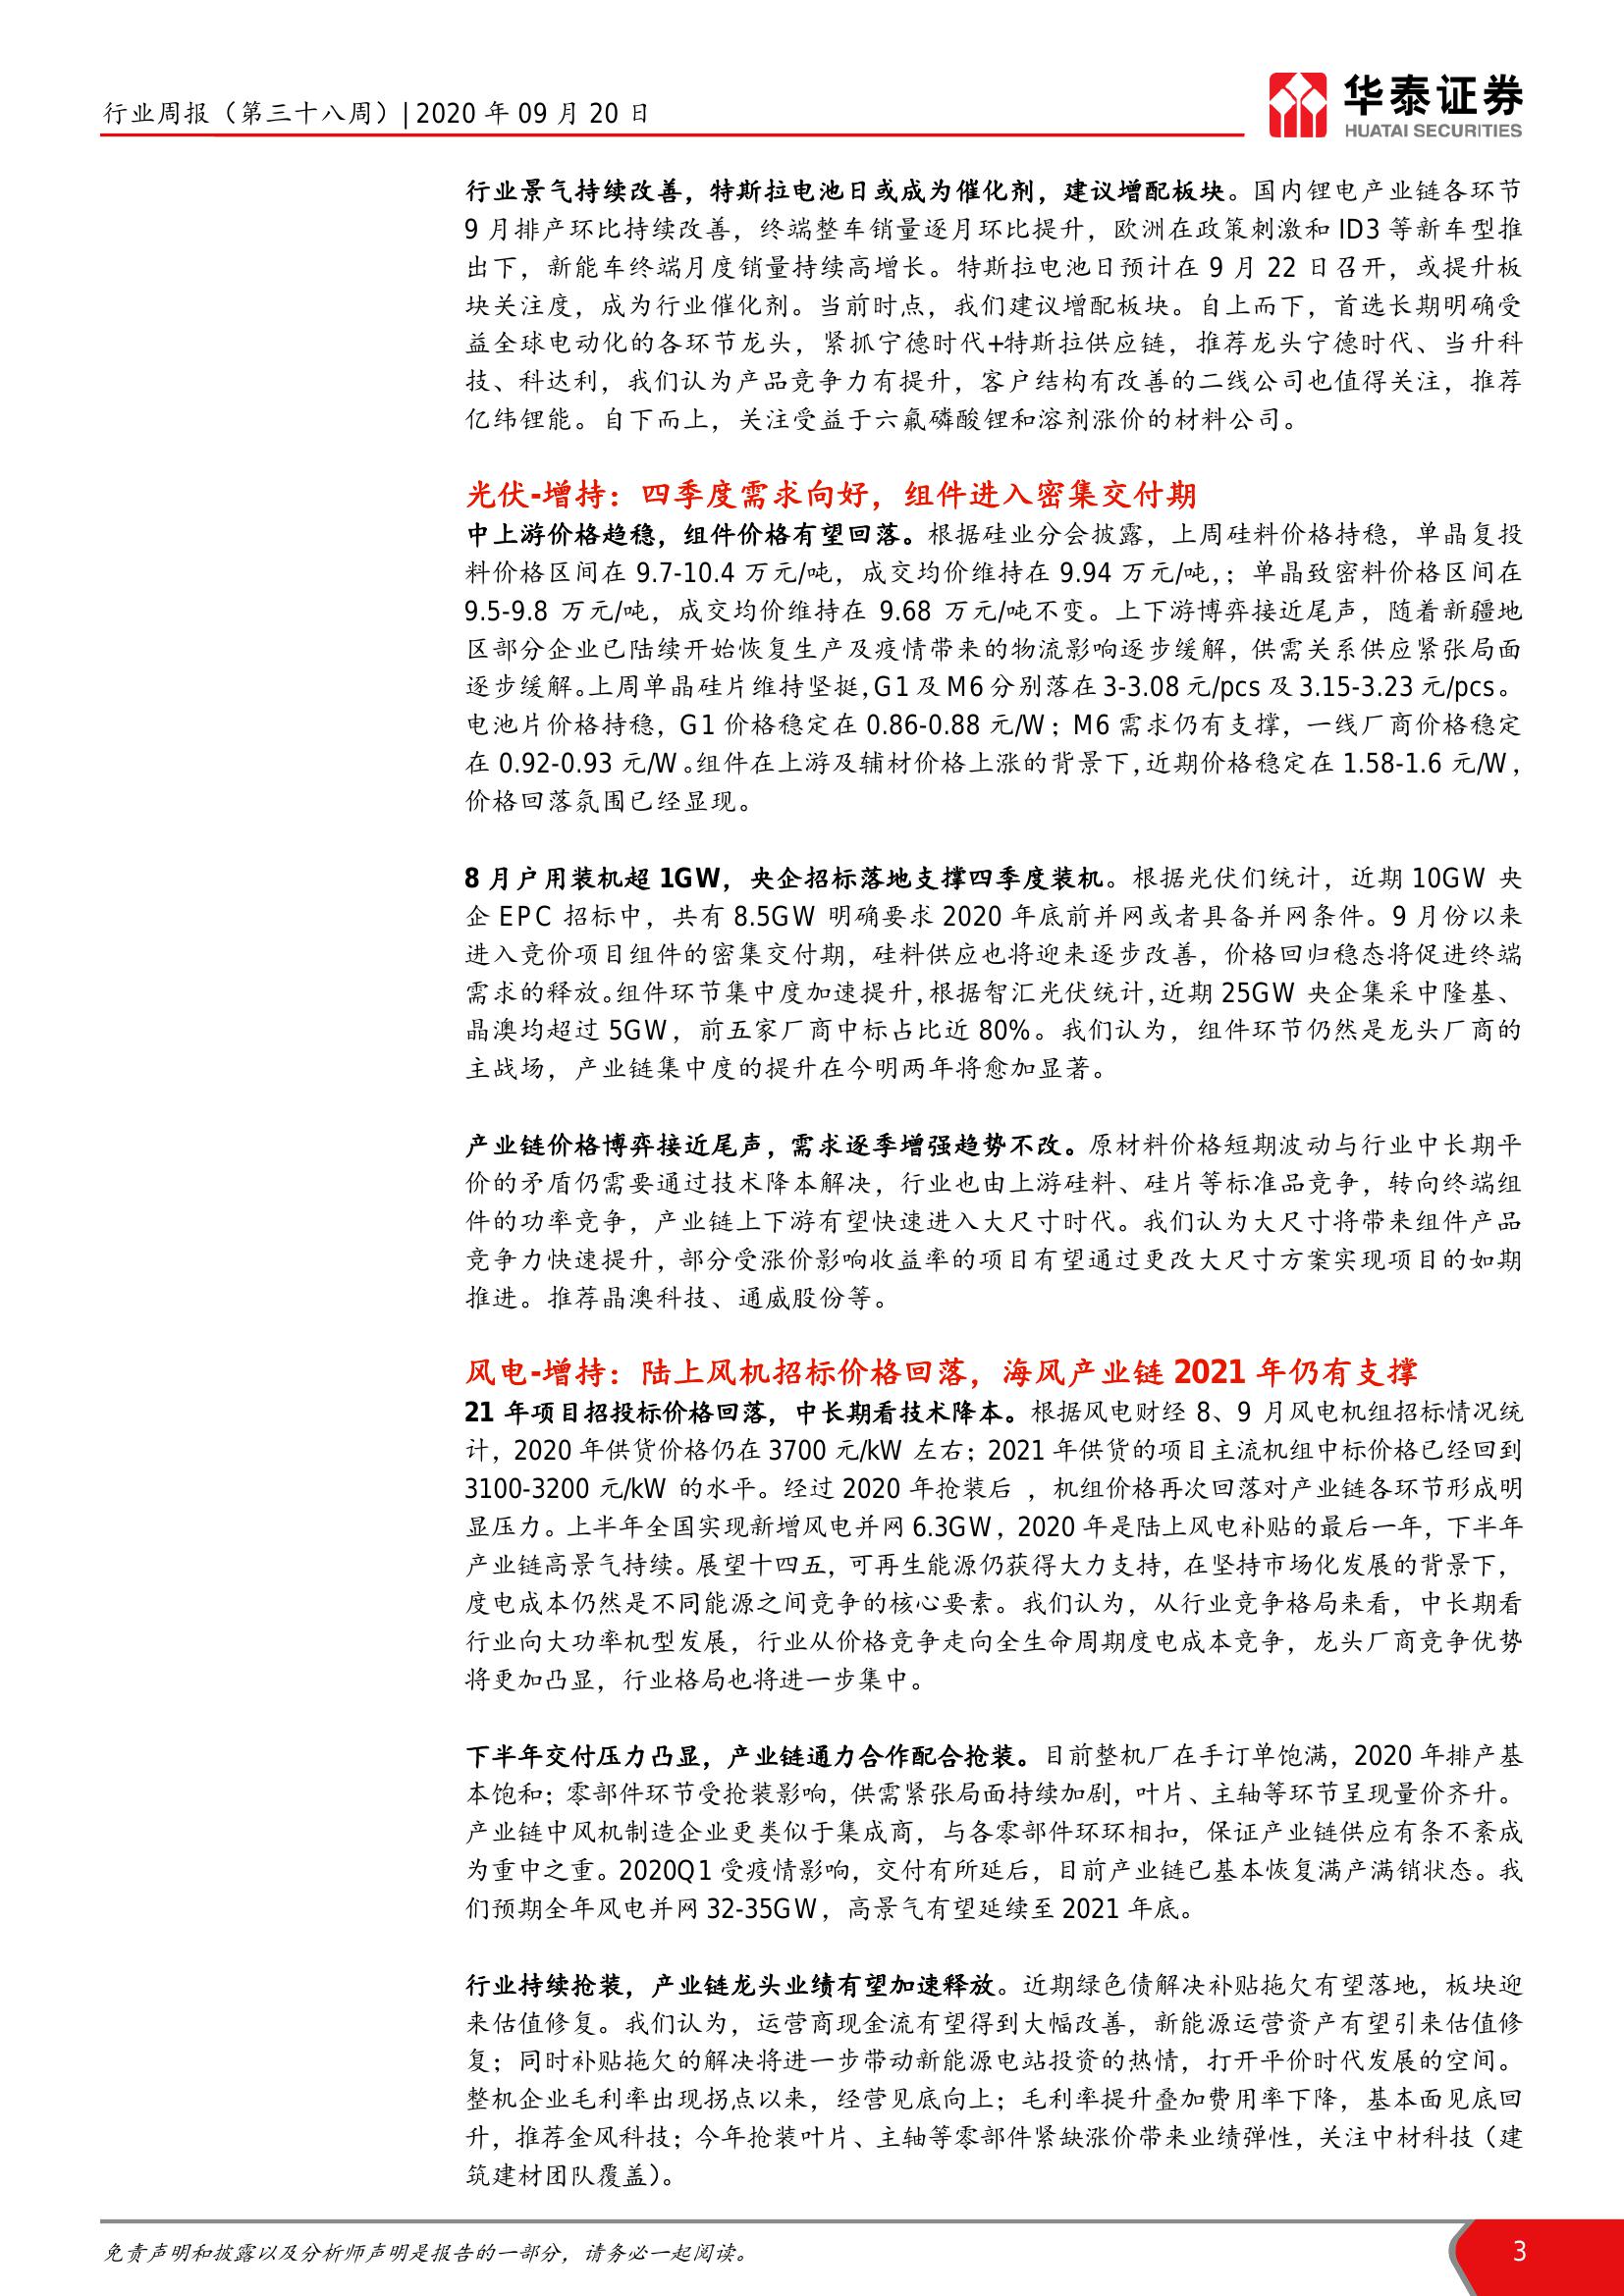 行业周报（第三十八周）| 2020 年 09 月 20 日
华泰证券
HUATAI SECURITIES
行业景气持续改善，特斯拉电池日或成为催化剂，建议增配板块。国内锂电产业链各环节
9 月排产环比持续改善，终端整车销量逐月环比提升，欧洲在政策刺激和 ID3 等新车型推
出下，新能车终端月度销量持续高增长。特斯拉电池日预计在 9 月 22 日召开，或提升板
块关注度，成为行业催化剂。当前时点，我们建议增配板块。自上而下，首选长期明确受
益全球电动化的各环节龙头，紧抓宁德时代+特斯拉供应链，推荐龙头宁德时代、当升科
技、科达利，我们认为产品竞争力有提升，客户结构有改善的二线公司也值得关注，推荐
亿纬锂能。自下而上，关注受益于六氟磷酸锂和溶剂涨价的材料公司。
光伏-增持：四季度需求向好，组件进入密集交付期
中上游价格趋稳，组件价格有望回落。根据硅业分会披露，上周硅料价格持稳，单晶复投
料价格区间在 9.7-10.4 万元/吨，成交均价维持在 9.94 万元/吨,；单晶致密料价格区间在
9.5-9.8 万元/吨，成交均价维持在 9.68 万元/吨不变。上下游博弈接近尾声，随着新疆地
区部分企业已陆续开始恢复生产及疫情带来的物流影响逐步缓解，供需关系供应紧张局面
逐步缓解。上周单晶硅片维持坚挺，G1 及 M6 分别落在 3-3.08 元/pcs 及 3.15-3.23 元/pcs。
电池片价格持稳，G1 价格稳定在 0.86-0.88 元/W；M6 需求仍有支撑，一线厂商价格稳定
在 0.92-0.93 元/W。组件在上游及辅材价格上涨的背景下，近期价格稳定在 1.58-1.6 元/W，
价格回落氛围已经显现。
8 月户用装机超 1GW，央企招标落地支撑四季度装机。根据光伏们统计，近期 10GW 央
企 EPC 招标中，共有 8.5GW 明确要求 2020 年底前并网或者具备并网条件。9 月份以来
进入竞价项目组件的密集交付期，硅料供应也将迎来逐步改善，价格回归稳态将促进终端
需求的释放。组件环节集中度加速提升，根据智汇光伏统计，近期 25GW 央企集采中隆基、
晶澳均超过 5GW，前五家厂商中标占比近 80%。我们认为，组件环节仍然是龙头厂商的
主战场，产业链集中度的提升在今明两年将愈加显著。
产业链价格博弈接近尾声，需求逐季增强趋势不改。原材料价格短期波动与行业中长期平
价的矛盾仍需要通过技术降本解决，行业也由上游硅料、硅片等标准品竞争，转向终端组
件的功率竞争，产业链上下游有望快速进入大尺寸时代。我们认为大尺寸将带来组件产品
竞争力快速提升，部分受涨价影响收益率的项目有望通过更改大尺寸方案实现项目的如期
推进。推荐晶澳科技、通威股份等。
风电-增持：陆上风机招标价格回落，海风产业链 2021 年仍有支撑
21 年项目招投标价格回落，中长期看技术降本。根据风电财经 8、9 月风电机组招标情况统
计，2020 年供货价格仍在 3700 元/kW 左右；2021 年供货的项目主流机组中标价格已经回到
3100-3200 元/kW 的水平。经过 2020 年抢装后 ，机组价格再次回落对产业链各环节形成明
显压力。上半年全国实现新增风电并网 6.3GW，2020 年是陆上风电补贴的最后一年，下半年
产业链高景气持续。展望十四五，可再生能源仍获得大力支持，在坚持市场化发展的背景下，
度电成本仍然是不同能源之间竞争的核心要素。我们认为，从行业竞争格局来看，中长期看
行业向大功率机型发展，行业从价格竞争走向全生命周期度电成本竞争，龙头厂商竞争优势
将更加凸显，行业格局也将进一步集中。
下半年交付压力凸显，产业链通力合作配合抢装。目前整机厂在手订单饱满，2020 年排产基
本饱和；零部件环节受抢装影响，供需紧张局面持续加剧，叶片、主轴等环节呈现量价齐升。
产业链中风机制造企业更类似于集成商，与各零部件环环相扣，保证产业链供应有条不紊成
为重中之重。2020Q1 受疫情影响，交付有所延后，目前产业链已基本恢复满产满销状态。我
们预期全年风电并网 32-35GW，高景气有望延续至 2021 年底。
行业持续抢装，产业链龙头业绩有望加速释放。近期绿色债解决补贴拖欠有望落地，板块迎
来估值修复。我们认为，运营商现金流有望得到大幅改善，新能源运营资产有望引来估值修
复；同时补贴拖欠的解决将进一步带动新能源电站投资的热情，打开平价时代发展的空间。
整机企业毛利率出现拐点以来，经营见底向上；毛利率提升叠加费用率下降，基本面见底回
升，推荐金风科技；今年抢装叶片、主轴等零部件紧缺涨价带来业绩弹性，关注中材科技（建
筑建材团队覆盖）。
免责声明和披露以及分析师声明是报告的一部分，请务必一起阅读。
3